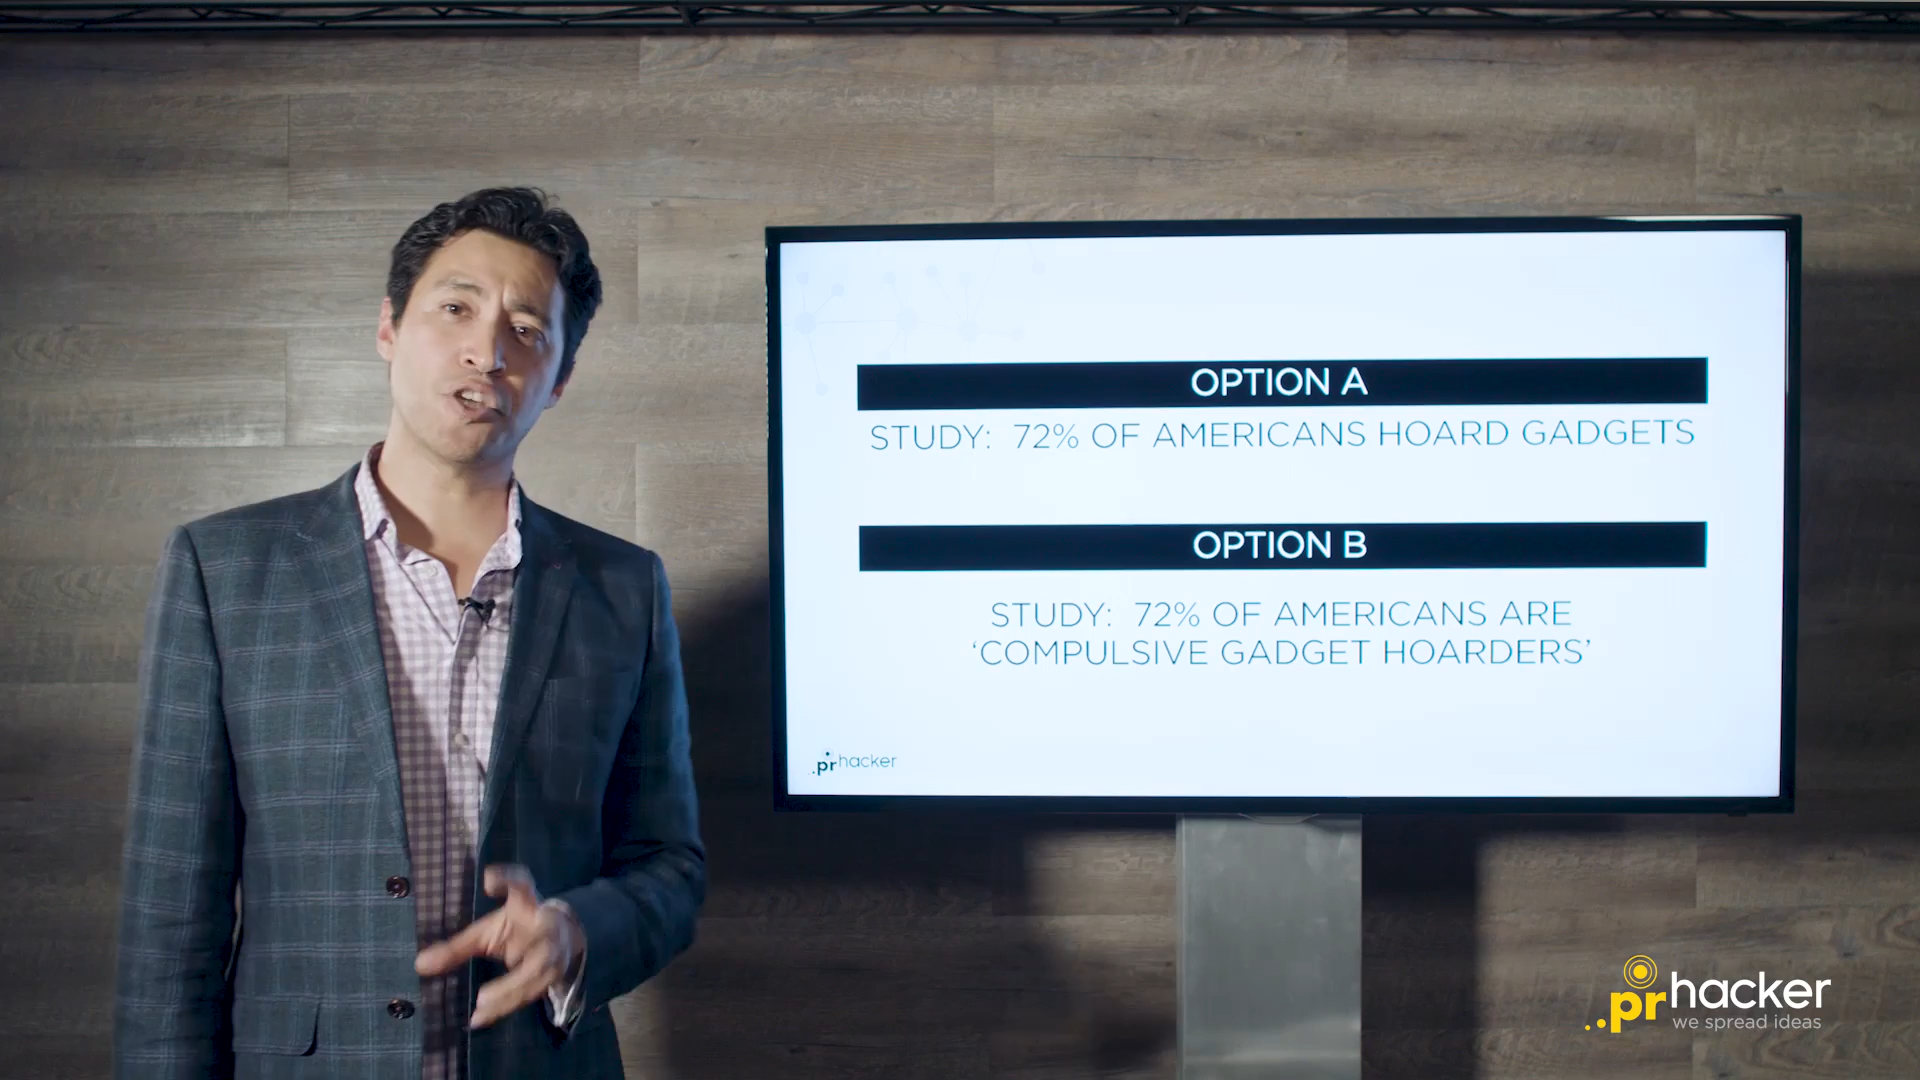 OPTION A
STUDY: 72% OF AMERICANS HOARD GADGETS
OPTION B
STUDY: 72% OF AMERICANS ARE
‘COMPULSIVE GADGET HOARDERS’
..prhacker
..prhacker
we spread ideas